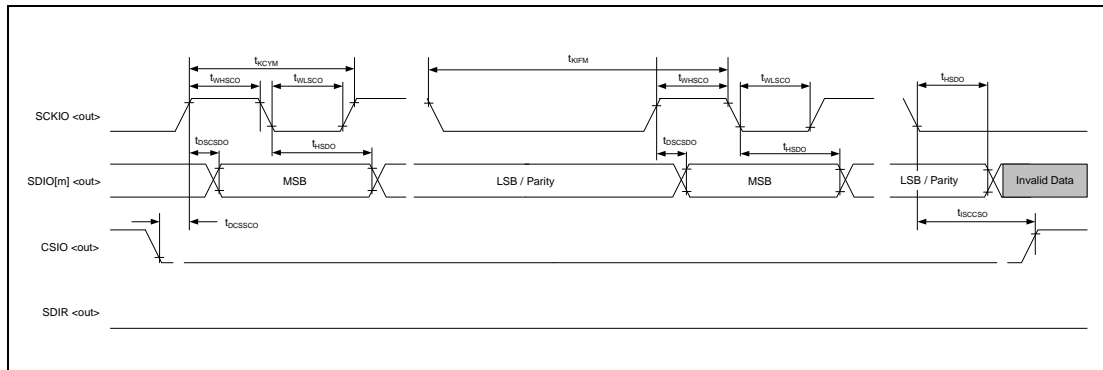 tKCYM
tKIFM
tWHSCO
tWLSCO
tWHSCO
tWLSCO
tHSDO
SCKIO <out>
tDSCSDO
tHSDO
tDSCSDO
tHSDO
SDIO[m] <out>
MSB
LSB / Parity
MSB
LSB / Parity
Invalid Data
tDCSSCO
tISCCSO
CSIO <out>
SDIR <out>